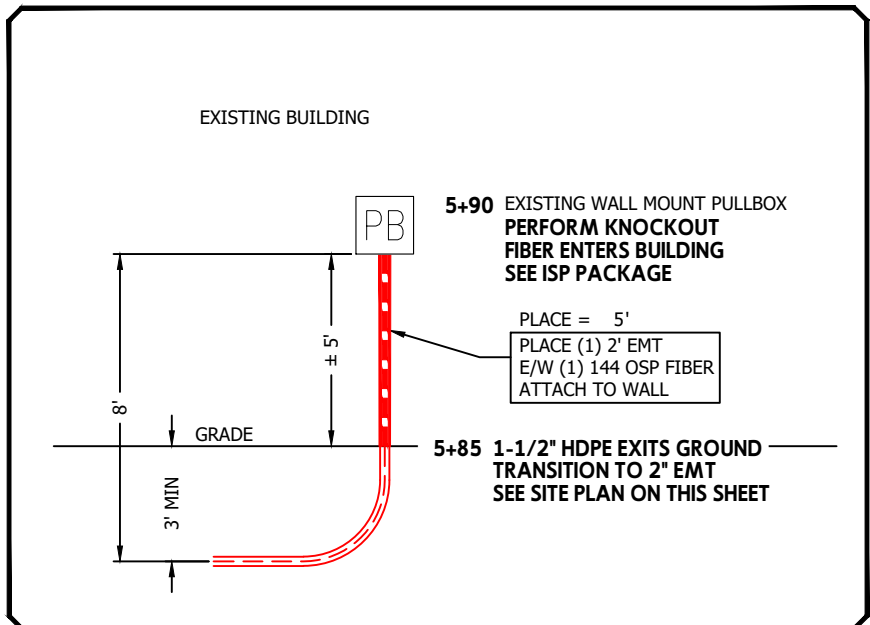 EXISTING BUILDING
PB
5+90 EXISTING WALL MOUNT PULLBOX
PERFORM KNOCKOUT
FIBER ENTERS BUILDING
SEE ISP PACKAGE
PLACE = 5'
PLACE (1) 2' EMT
E/W (1) 144 OSP FIBER
ATTACH TO WALL
± 5'
8'
GRADE
5+85 1-1/2" HDPE EXITS GROUND
TRANSITION TO 2" EMT
SEE SITE PLAN ON THIS SHEET
3' MIN